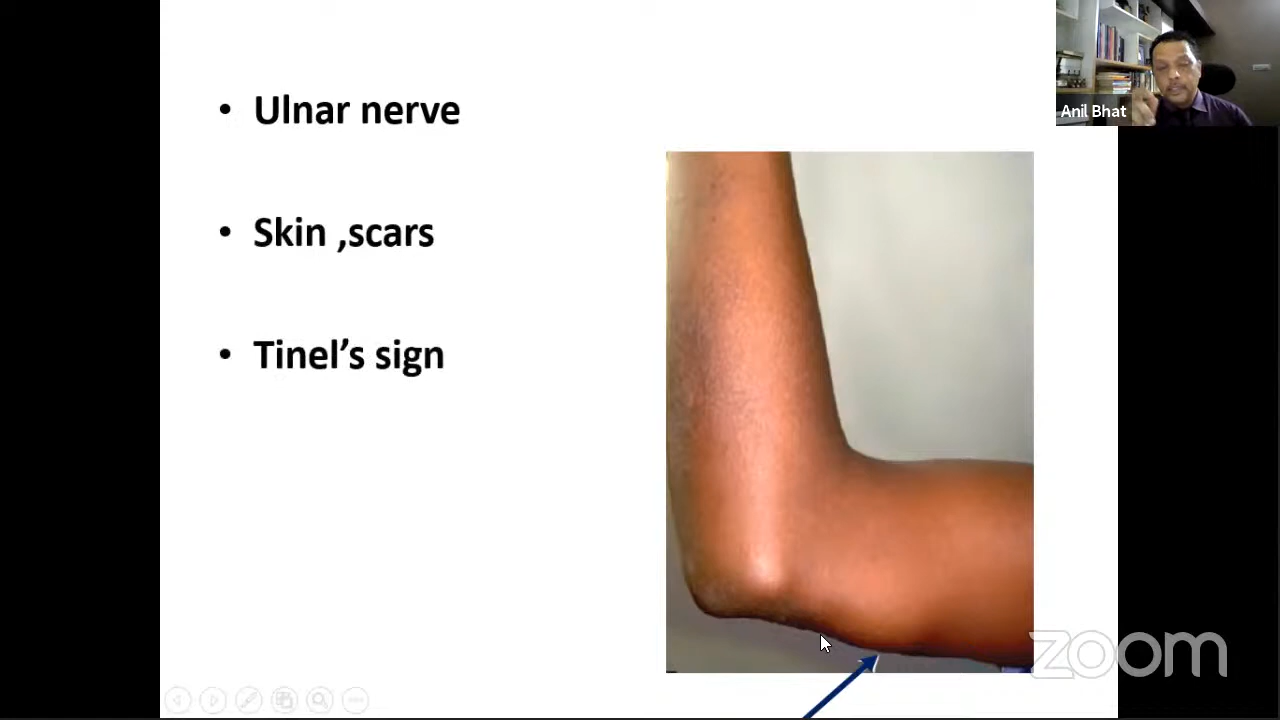 • Ulnar nerve
• Skin ,scars
• Tinel’s sign
Anil Bhat
zoom